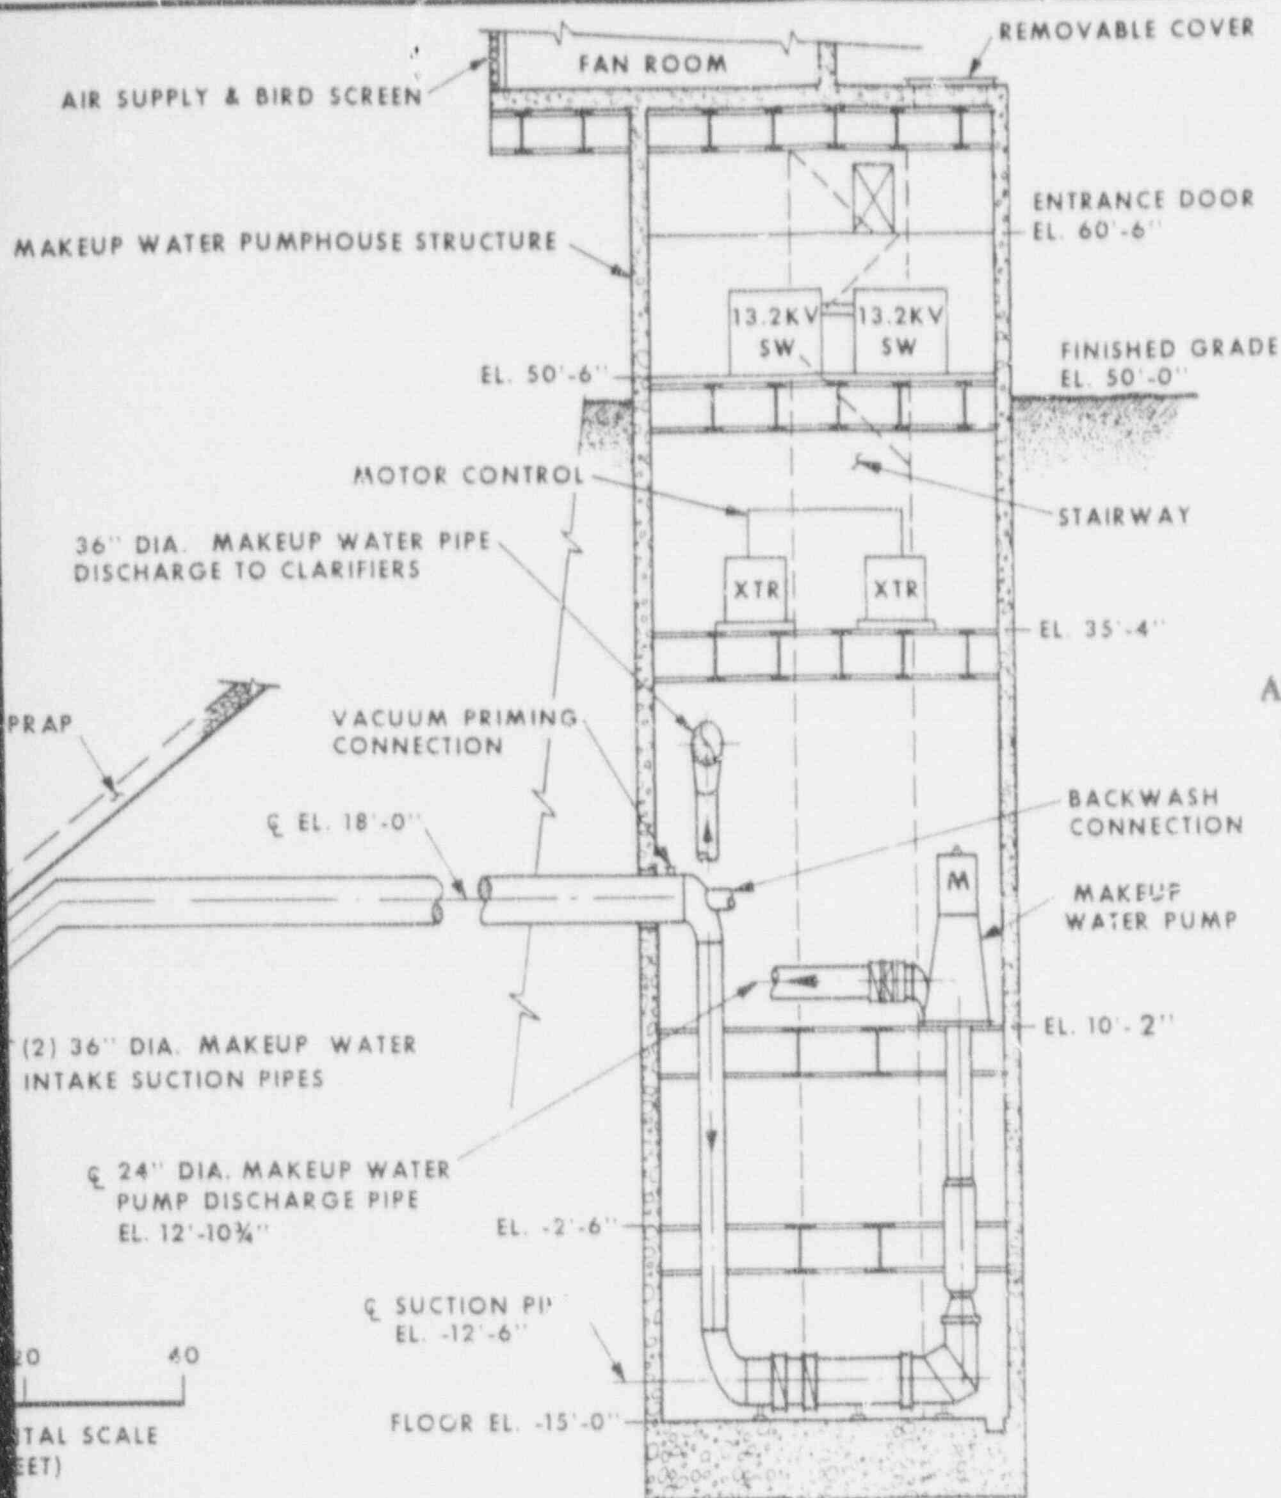 REMOVABLE COVER
FAN ROOM
AIR SUPPLY & BIRD SCREEN
ENTRANCE DOOR
EL. 60'-6"
MAKEUP WATER PUMPHOUSE STRUCTURE
13.2KV
SW
13.2KV
SW
FINISHED GRADE
EL. 50'-0"
EL. 50'-6"
MOTOR CONTROL
STAIRWAY
36" DIA. MAKEUP WATER PIPE
DISCHARGE TO CLARIFIERS
XTR
XTR
EL. 35'-4"
A
PRAP
VACUUM PRIMING
CONNECTION
BACKWASH
CONNECTION
℄ EL. 18'-0"
M
MAKEUP
WATER PUMP
EL. 10'-2"
(2) 36" DIA. MAKEUP WATER
INTAKE SUCTION PIPES
℄ 24" DIA. MAKEUP WATER
PUMP DISCHARGE PIPE
EL. 12'-10¾"
EL. -2'-6"
℄ SUCTION PI
EL. -12'-6"
20 40
FLOOR EL. -15'-0"
TAL SCALE
EET)